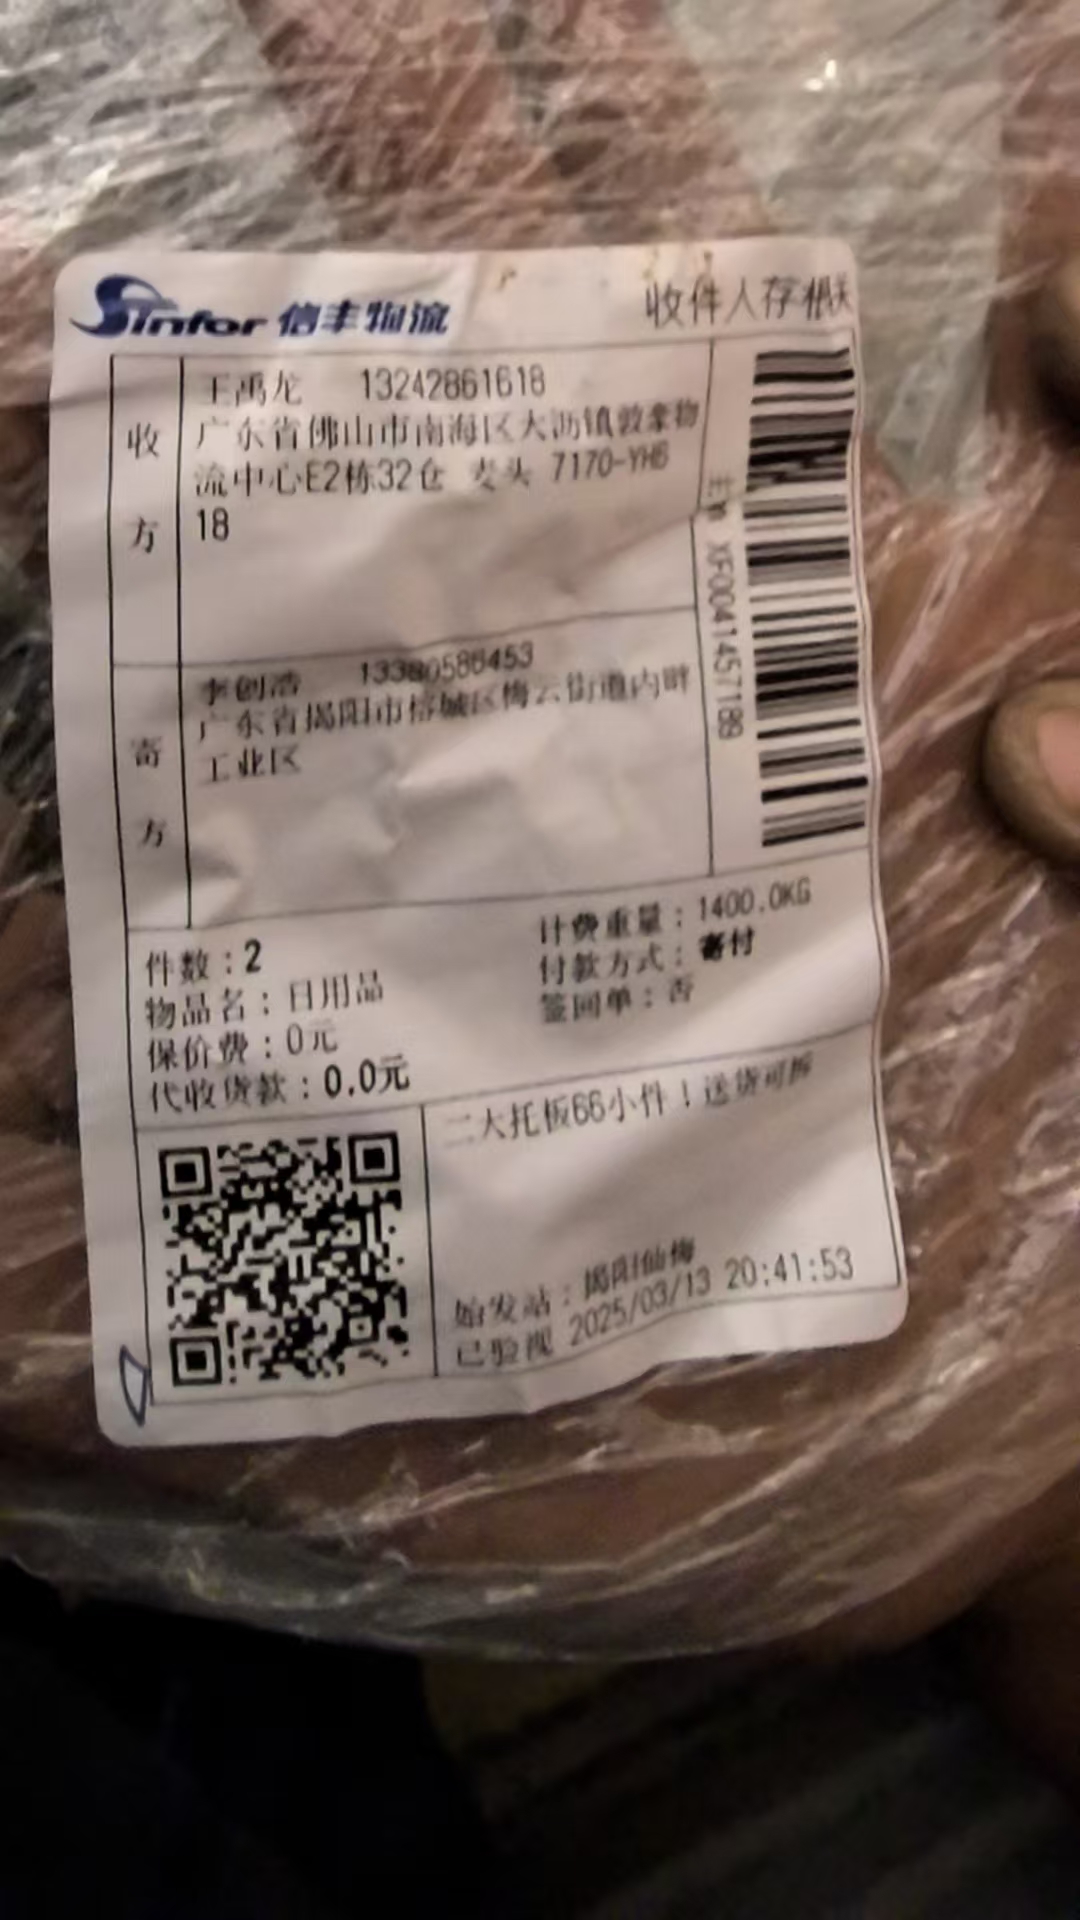 Sinfor 信丰物流
收件人存根
王禹龙 13242861618
收方
广东省佛山市南海区大沥镇敦豪物
流中心E2栋32仓 麦头 7170-YH6
18
主单 XF004145718
李创浩 13380586453
寄方
广东省揭阳市榕城区梅云街道内畔
工业区
件数：2
物品名：日用品
保价费：0元
代收货款：0.0元
计费重量：1400.0KG
付款方式：寄付
签回单：否
二大托板66小件！送货可拆
始发站：揭阳仙梅
已验视 2025/03/13 20:41:53